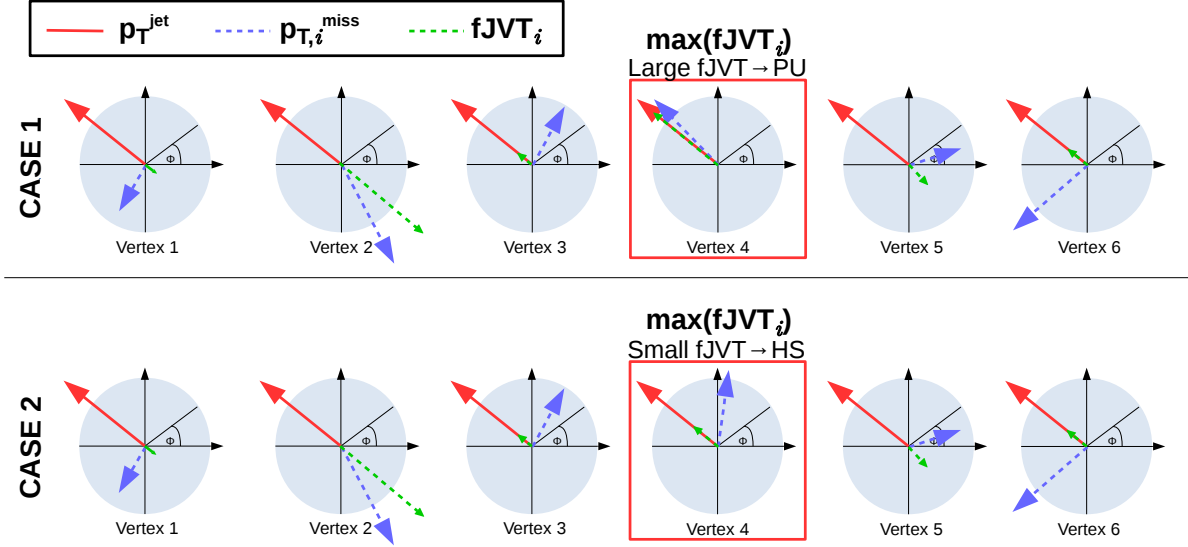 p_T^jet p_T,i^miss fJVT_i
max(fJVT_i)
Large fJVT→PU
CASE 1
Φ Φ Φ Φ Φ Φ
Vertex 1 Vertex 2 Vertex 3 Vertex 4 Vertex 5 Vertex 6
max(fJVT_i)
Small fJVT→HS
CASE 2
Φ Φ Φ Φ Φ Φ
Vertex 1 Vertex 2 Vertex 3 Vertex 4 Vertex 5 Vertex 6